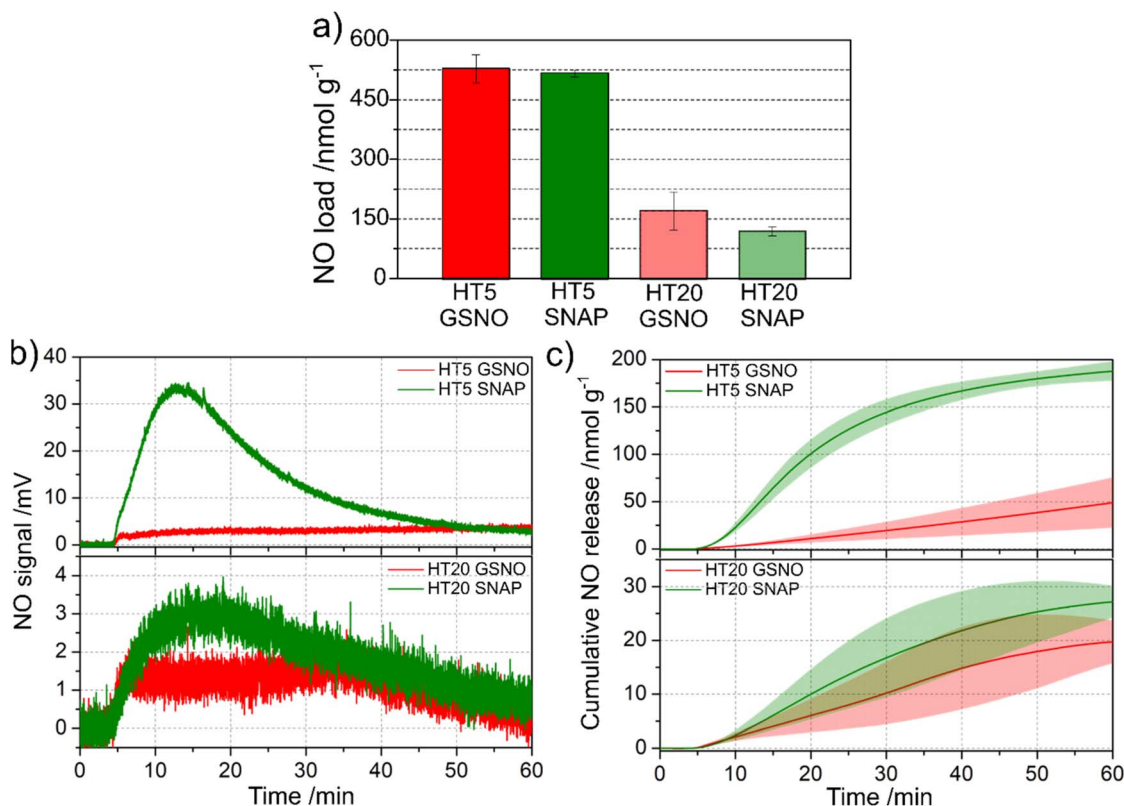 a)
600
450
300
150
0
NO load /nmol g⁻¹
HT5 HT5 HT20 HT20
GSNO SNAP GSNO SNAP
b)
40
30
20
10
0
HT5 GSNO
HT5 SNAP
4
3
2
1
0
HT20 GSNO
HT20 SNAP
NO signal /mV
0 10 20 30 40 50 60
Time /min
c)
200
150
100
50
0
HT5 GSNO
HT5 SNAP
30
20
10
0
HT20 GSNO
HT20 SNAP
Cumulative NO release /nmol g⁻¹
0 10 20 30 40 50 60
Time /min